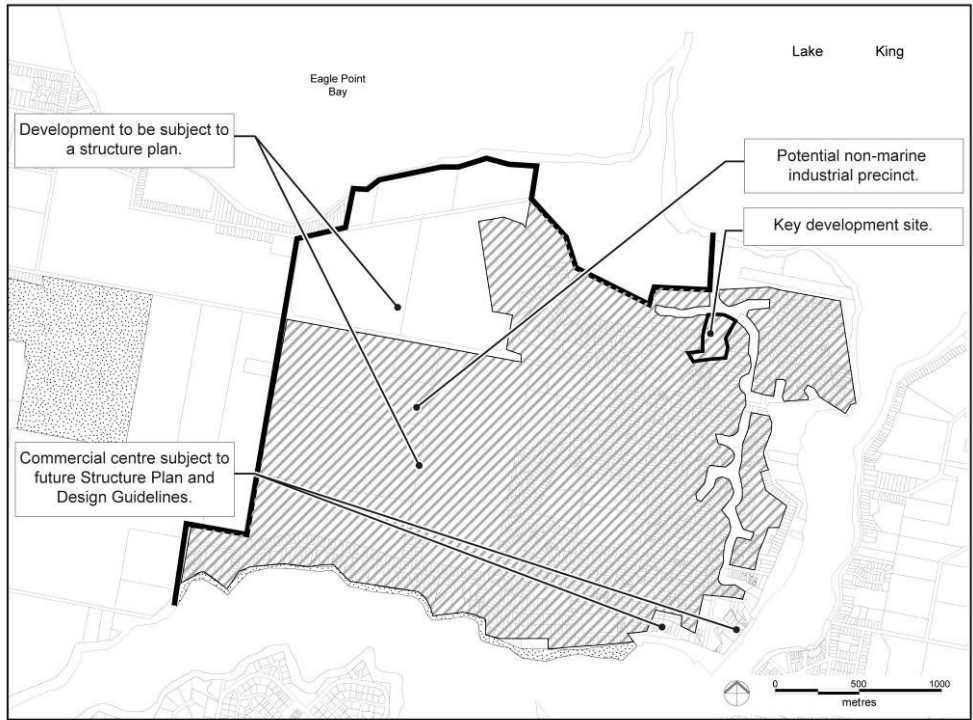 Lake King
Eagle Point
Bay
Development to be subject to
a structure plan.
Potential non-marine
industrial precinct.
Key development site.
Commercial centre subject to
future Structure Plan and
Design Guidelines.
0 500 1000
metres